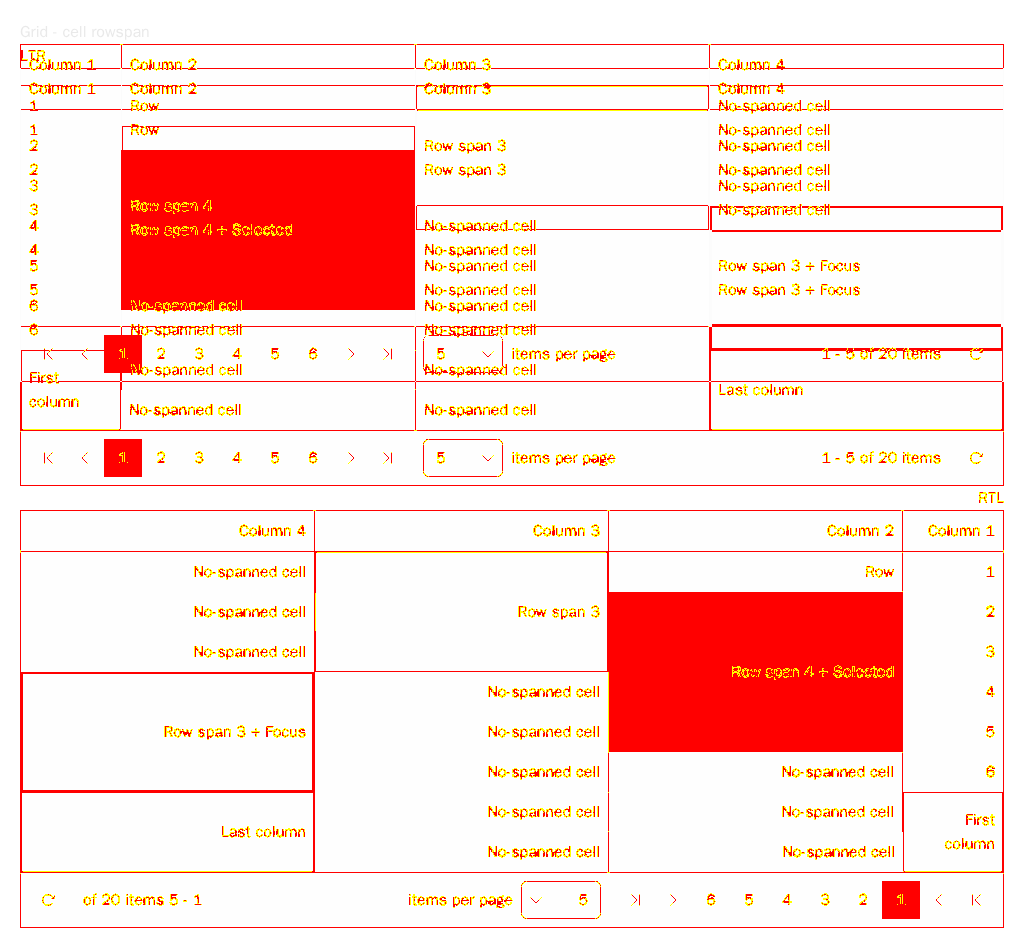 Grid - cell rowspan
LTR
Column 1 Column 2 Column 3 Column 4
Column 1 Column 2 Column 3 Column 4
1 Row No-spanned cell
1 Row No-spanned cell
2 Row span 3 No-spanned cell
2 Row span 3 No-spanned cell
3 No-spanned cell
3 Row span 4 No-spanned cell
4 Row span 4 + Selected No-spanned cell
4 No-spanned cell
5 No-spanned cell Row span 3 + Focus
5 No-spanned cell Row span 3 + Focus
6 No-spanned cell No-spanned cell
6 No-spanned cell No-spanned cell
1 2 3 4 5 6 5 items per page 1 - 5 of 20 items
No-spanned cell No-spanned cell
First
column Last column
No-spanned cell No-spanned cell
1 2 3 4 5 6 5 items per page 1 - 5 of 20 items
RTL
Column 4 Column 3 Column 2 Column 1
No-spanned cell Row 1
No-spanned cell Row span 3 2
No-spanned cell 3
Row span 4 + Selected
No-spanned cell 4
Row span 3 + Focus No-spanned cell 5
No-spanned cell No-spanned cell 6
No-spanned cell No-spanned cell First
Last column column
No-spanned cell No-spanned cell
of 20 items 5 - 1 items per page 5 6 5 4 3 2 1